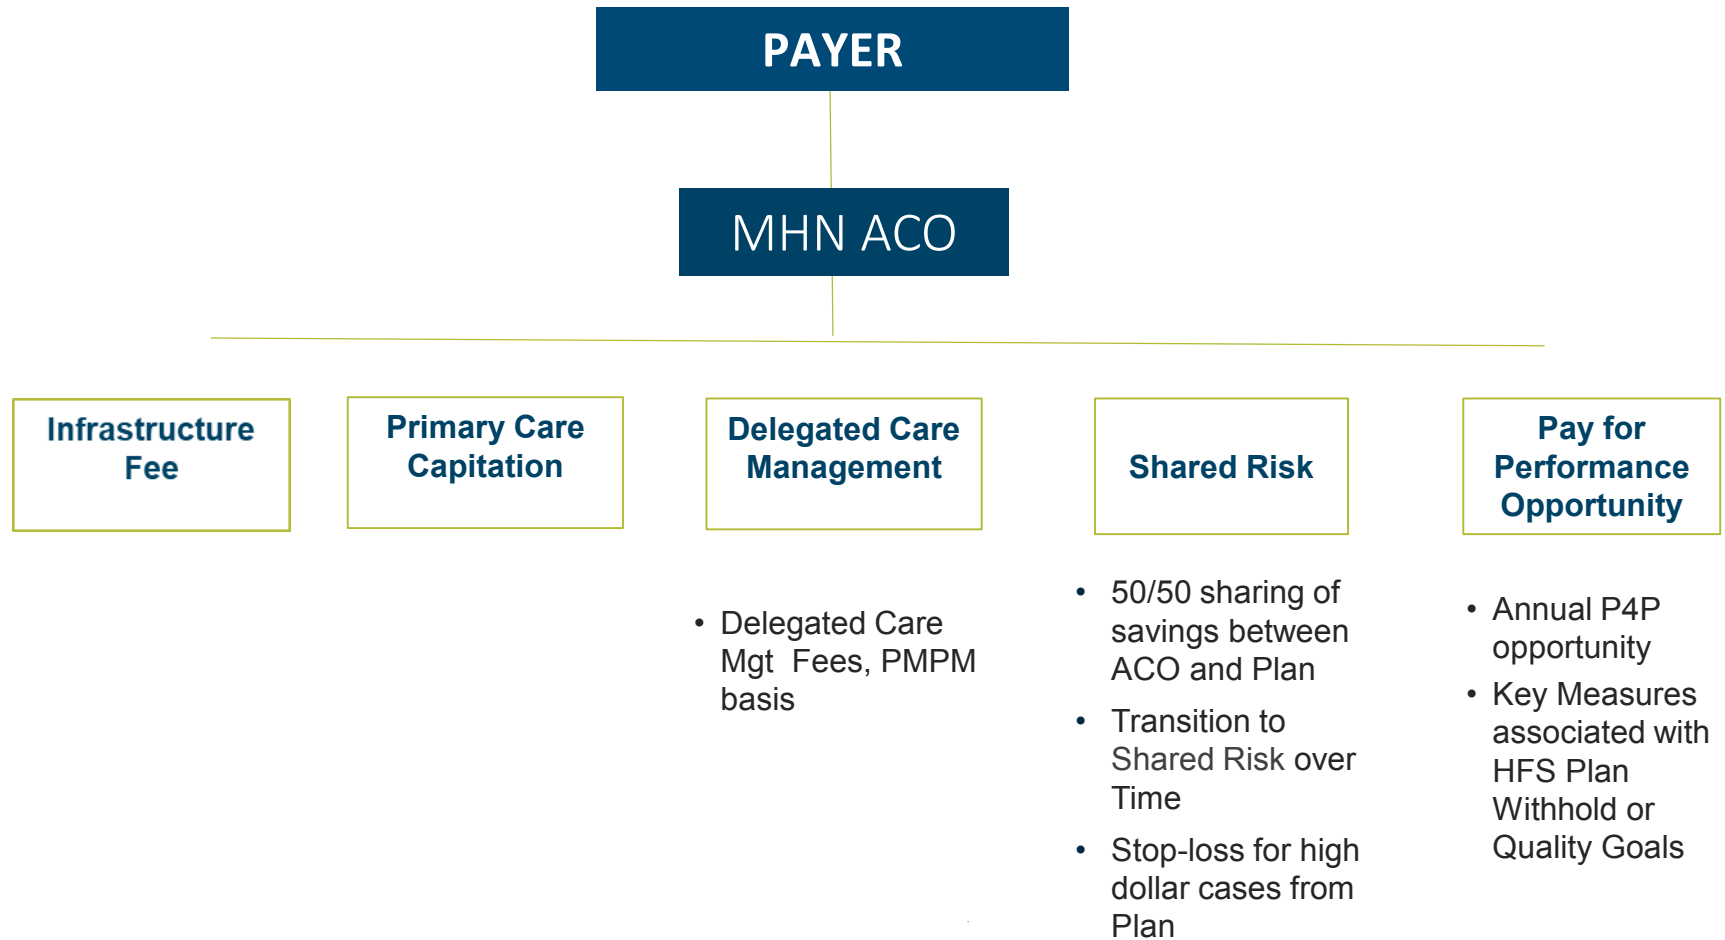 PAYER
MHN ACO
Infrastructure
Fee
Primary Care
Capitation
Delegated Care
Management
Shared Risk
Pay for
Performance
Opportunity
• Delegated Care
Mgt Fees, PMPM
basis
• 50/50 sharing of
savings between
ACO and Plan
• Transition to
Shared Risk over
Time
• Stop-loss for high
dollar cases from
Plan
• Annual P4P
opportunity
• Key Measures
associated with
HFS Plan
Withhold or
Quality Goals